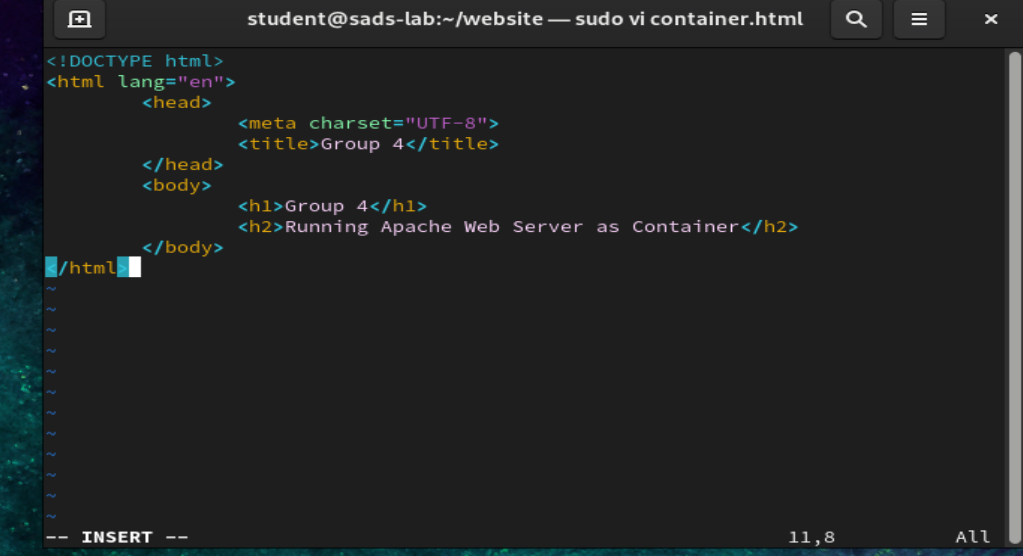 student@sads-lab:~/website — sudo vi container.html
<!DOCTYPE html>
<html lang="en">
<head>
<meta charset="UTF-8">
<title>Group 4</title>
</head>
<body>
<h1>Group 4</h1>
<h2>Running Apache Web Server as Container</h2>
</body>
</html>
~
~
~
~
~
~
~
~
~
~
~
~
-- INSERT -- 11,8 All